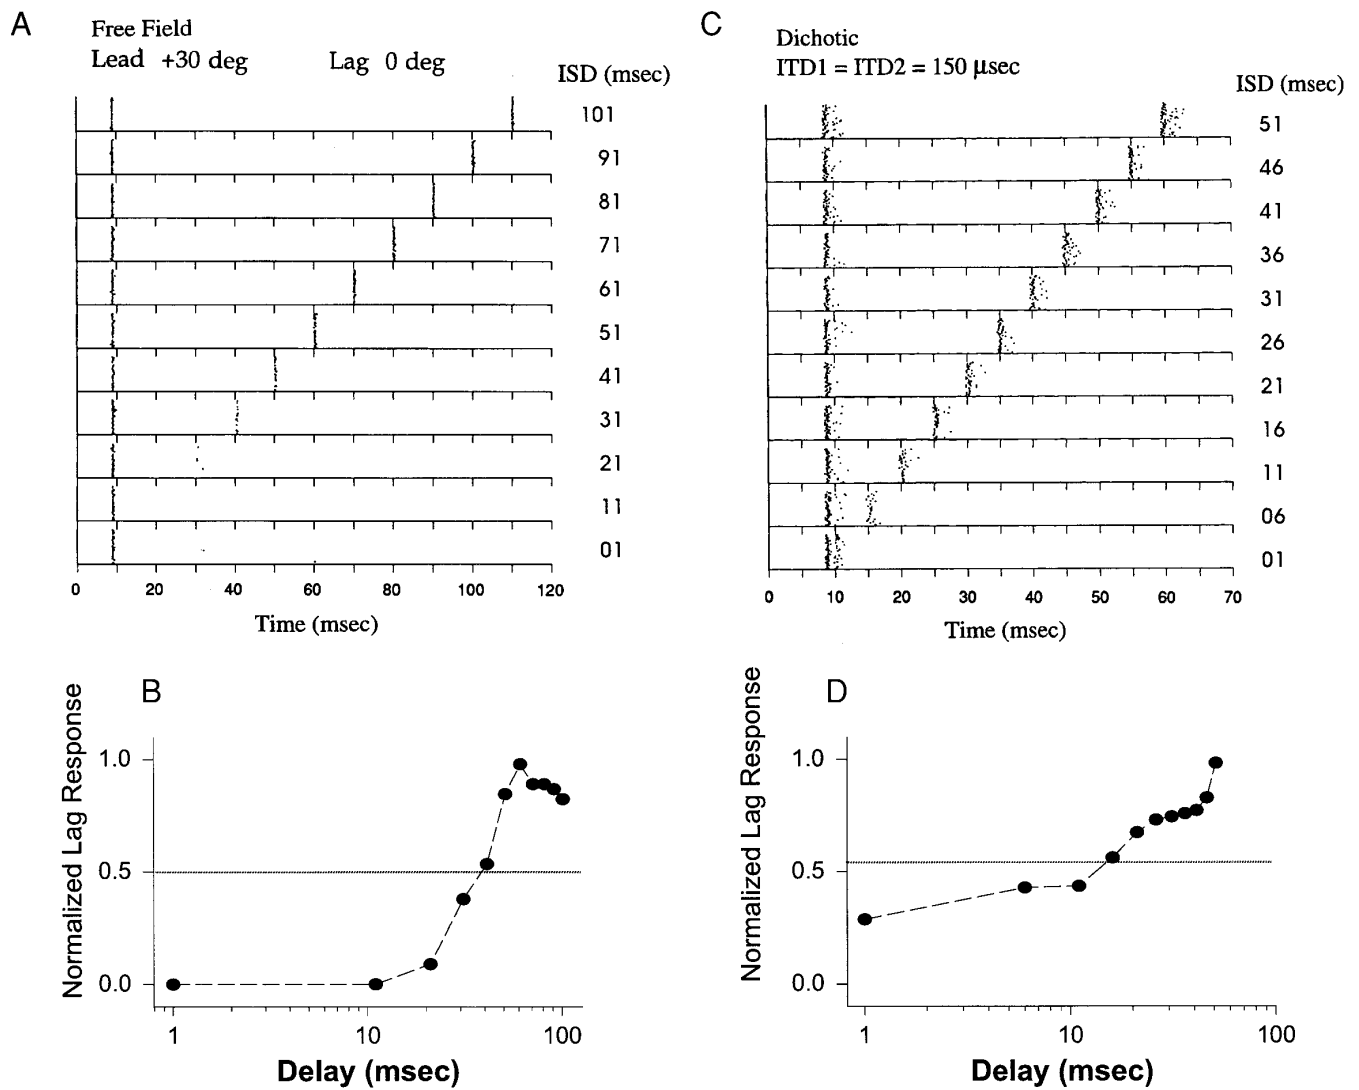 A
Free Field
Lead +30 deg Lag 0 deg
ISD (msec)
101
91
81
71
61
51
41
31
21
11
01
0 20 40 60 80 100 120
Time (msec)
C
Dichotic
ITD1 = ITD2 = 150 µsec
ISD (msec)
51
46
41
36
31
26
21
16
11
06
01
0 10 20 30 40 50 60 70
Time (msec)
B
Normalized Lag Response
1.0
0.5
0.0
1 10 100
Delay (msec)
D
Normalized Lag Response
1.0
0.5
0.0
1 10 100
Delay (msec)